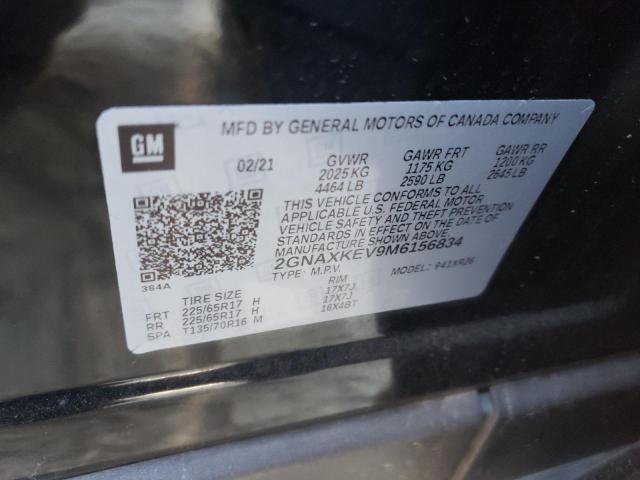 GM
MFD BY GENERAL MOTORS OF CANADA COMPANY
02/21 GVWR GAWR FRT GAWR RR
2025 KG 1175 KG 1200 KG
4464 LB 2590 LB 2645 LB
THIS VEHICLE CONFORMS TO ALL
APPLICABLE U.S. FEDERAL MOTOR
VEHICLE SAFETY AND BUMPER
STANDARDS IN EFFECT ON DATE OF
MANUFACTURE SHOWN ABOVE.
2GNAXKEV9M6156834
TYPE: M.P.V. MODEL: 941XR26
384A
TIRE SIZE RIM
FRT 225/65R17 H 17X7J
RR 225/65R17 H 17X7J
SPA T135/70R16 M 16X4BT